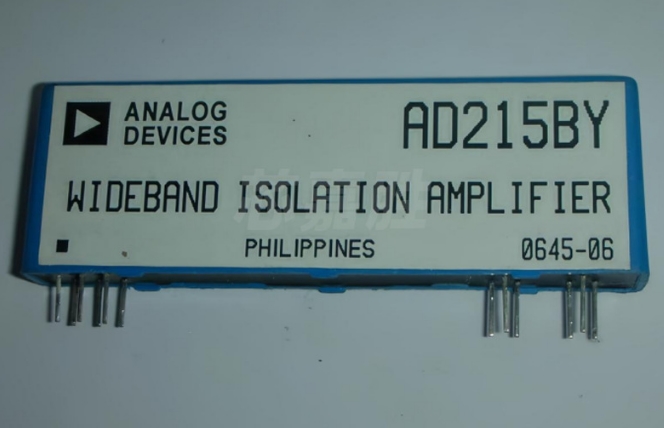 ANALOG
DEVICES
AD215BY
WIDEBAND ISOLATION AMPLIFIER
PHILIPPINES
0645-06